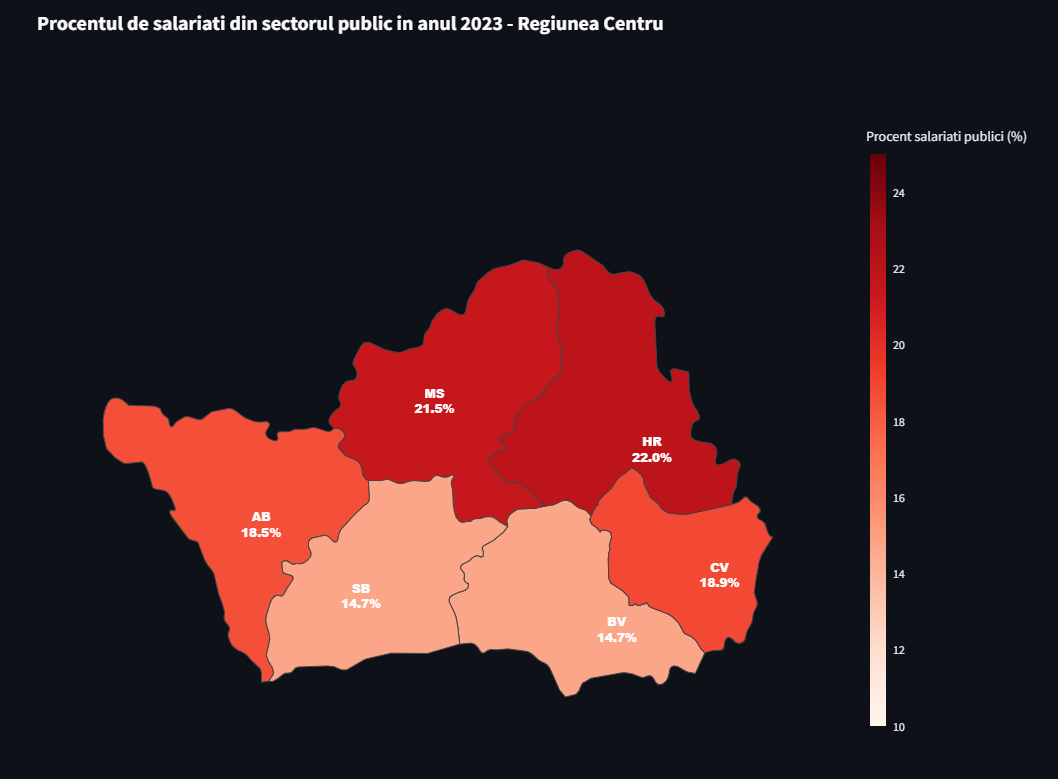 Procentul de salariati din sectorul public in anul 2023 - Regiunea Centru
Procent salariati publici (%)
24
22
20
18
16
14
12
10
MS
21.5%
HR
22.0%
AB
18.5%
CV
18.9%
SB
14.7%
BV
14.7%